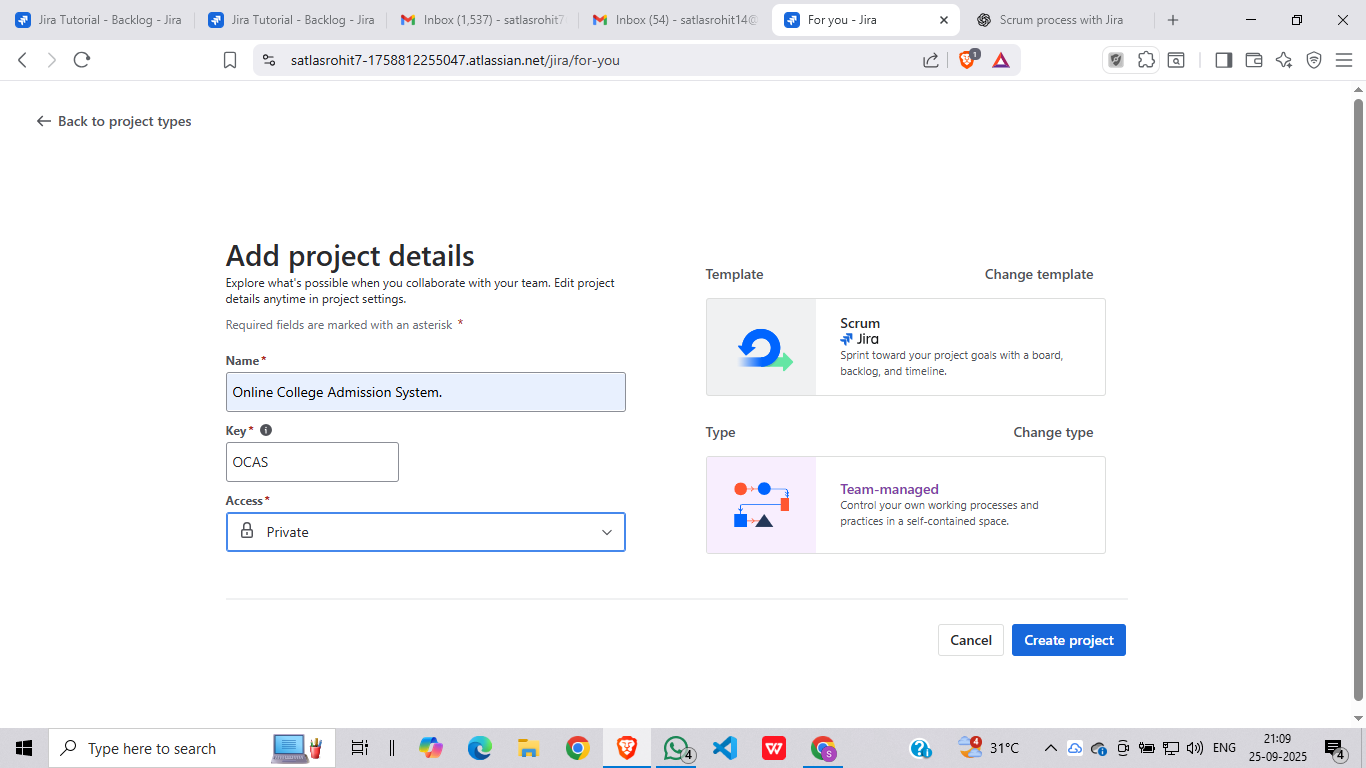 Jira Tutorial - Backlog - Jira
Jira Tutorial - Backlog - Jira
Inbox (1,537) - satlasrohit7
Inbox (54) - satlasrohit14@
For you - Jira
Scrum process with Jira
satlasrohit7-1758812255047.atlassian.net/jira/for-you
1
Back to project types
Add project details
Explore what's possible when you collaborate with your team. Edit project
details anytime in project settings.
Required fields are marked with an asterisk *
Name*
Online College Admission System.
Key*
OCAS
Access*
Private
Template
Change template
Scrum
Jira
Sprint toward your project goals with a board,
backlog, and timeline.
Type
Change type
Team-managed
Control your own working processes and
practices in a self-contained space.
Cancel
Create project
Type here to search
4
W
S
4
31°C
ENG
21:09
25-09-2025
4